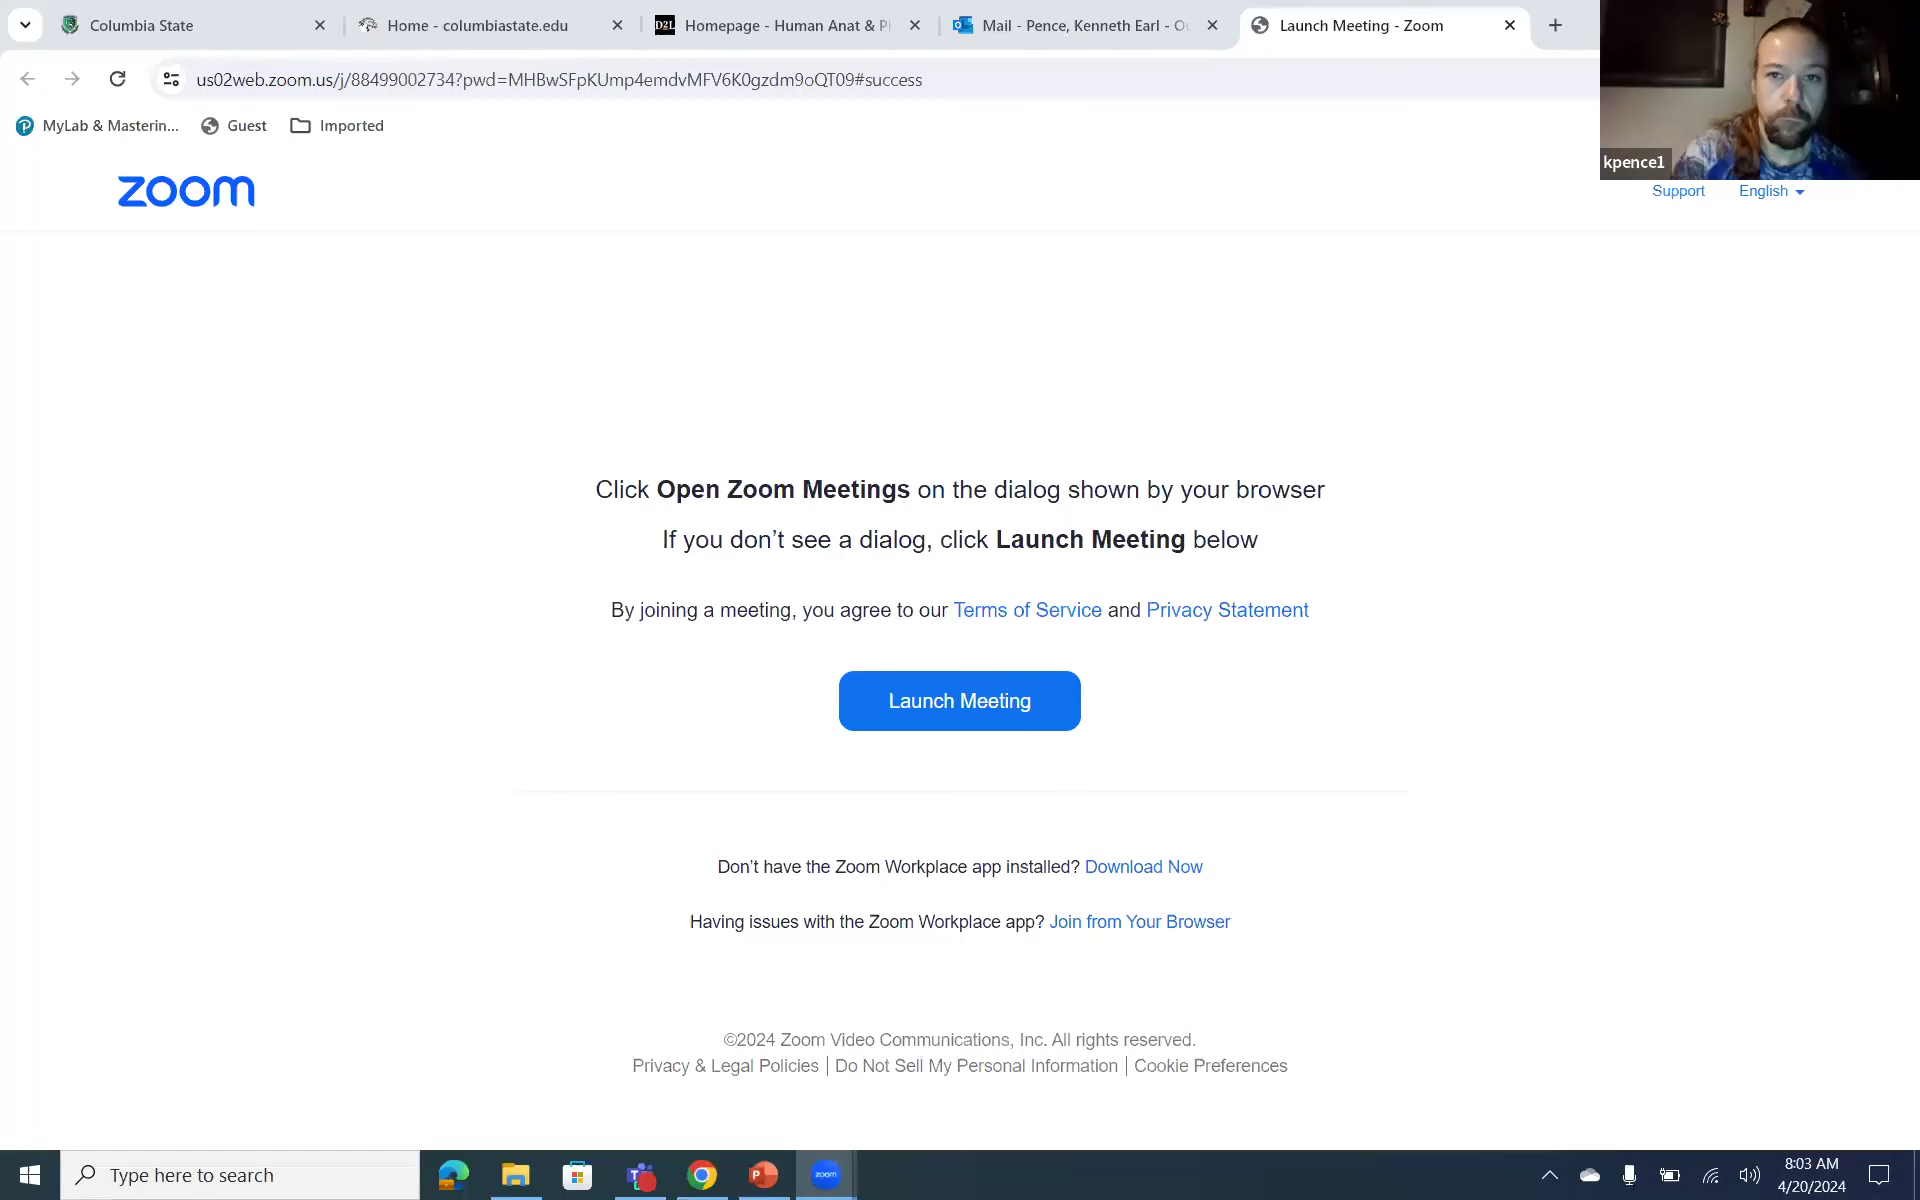 Columbia State
Home - columbiastate.edu
D2L Homepage - Human Anat & P
Mail - Pence, Kenneth Earl - O
Launch Meeting - Zoom
us02web.zoom.us/j/88499002734?pwd=MHBwSFpKUmp4emdvMFV6K0gzdm9oQT09#success
MyLab & Masterin...
Guest
Imported
kpence1
zoom
Support
English
Click Open Zoom Meetings on the dialog shown by your browser
If you don’t see a dialog, click Launch Meeting below
By joining a meeting, you agree to our Terms of Service and Privacy Statement
Launch Meeting
Don’t have the Zoom Workplace app installed? Download Now
Having issues with the Zoom Workplace app? Join from Your Browser
©2024 Zoom Video Communications, Inc. All rights reserved.
Privacy & Legal Policies | Do Not Sell My Personal Information | Cookie Preferences
Type here to search
zoom
8:03 AM
4/20/2024